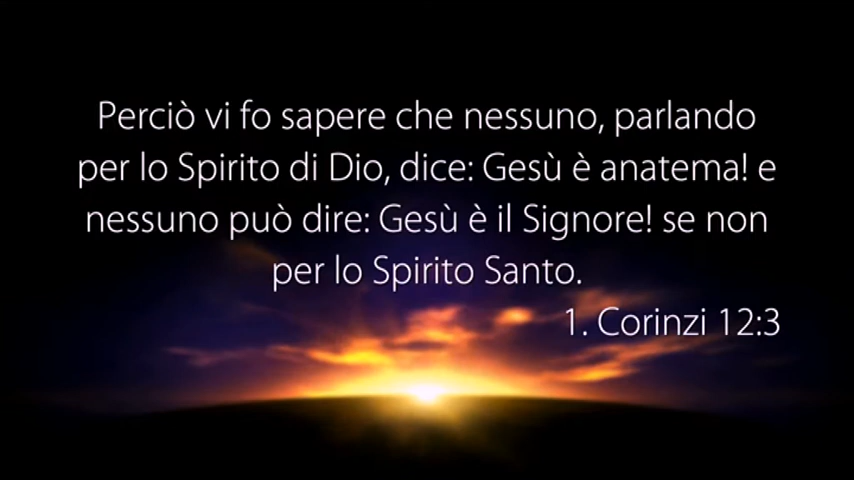 Perciò vi fo sapere che nessuno, parlando
per lo Spirito di Dio, dice: Gesù è anatema! e
nessuno può dire: Gesù è il Signore! se non
per lo Spirito Santo.
1. Corinzi 12:3